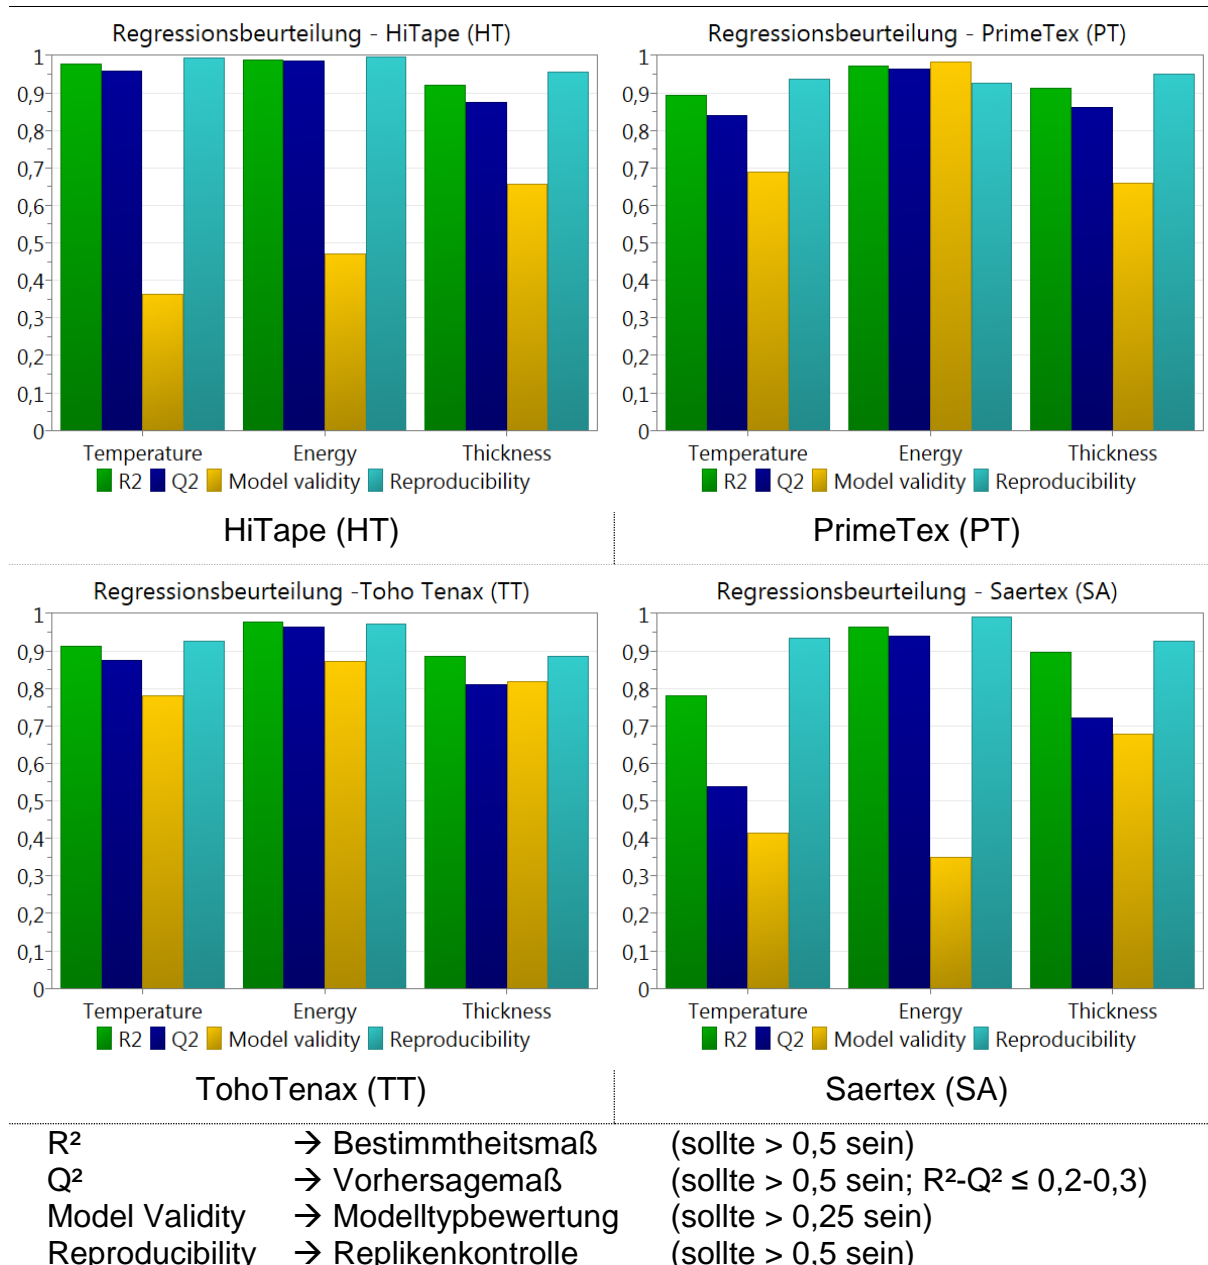 Regressionsbeurteilung - HiTape (HT)
1
0,9
0,8
0,7
0,6
0,5
0,4
0,3
0,2
0,1
0
Temperature Energy Thickness
R2 Q2 Model validity Reproducibility
HiTape (HT)
Regressionsbeurteilung - PrimeTex (PT)
1
0,9
0,8
0,7
0,6
0,5
0,4
0,3
0,2
0,1
0
Temperature Energy Thickness
R2 Q2 Model validity Reproducibility
PrimeTex (PT)
Regressionsbeurteilung -Toho Tenax (TT)
1
0,9
0,8
0,7
0,6
0,5
0,4
0,3
0,2
0,1
0
Temperature Energy Thickness
R2 Q2 Model validity Reproducibility
TohoTenax (TT)
Regressionsbeurteilung - Saertex (SA)
1
0,9
0,8
0,7
0,6
0,5
0,4
0,3
0,2
0,1
0
Temperature Energy Thickness
R2 Q2 Model validity Reproducibility
Saertex (SA)
R² → Bestimmtheitsmaß (sollte > 0,5 sein)
Q² → Vorhersagemaß (sollte > 0,5 sein; R²-Q² ≤ 0,2-0,3)
Model Validity → Modelltypbewertung (sollte > 0,25 sein)
Reproducibility → Replikenkontrolle (sollte > 0,5 sein)